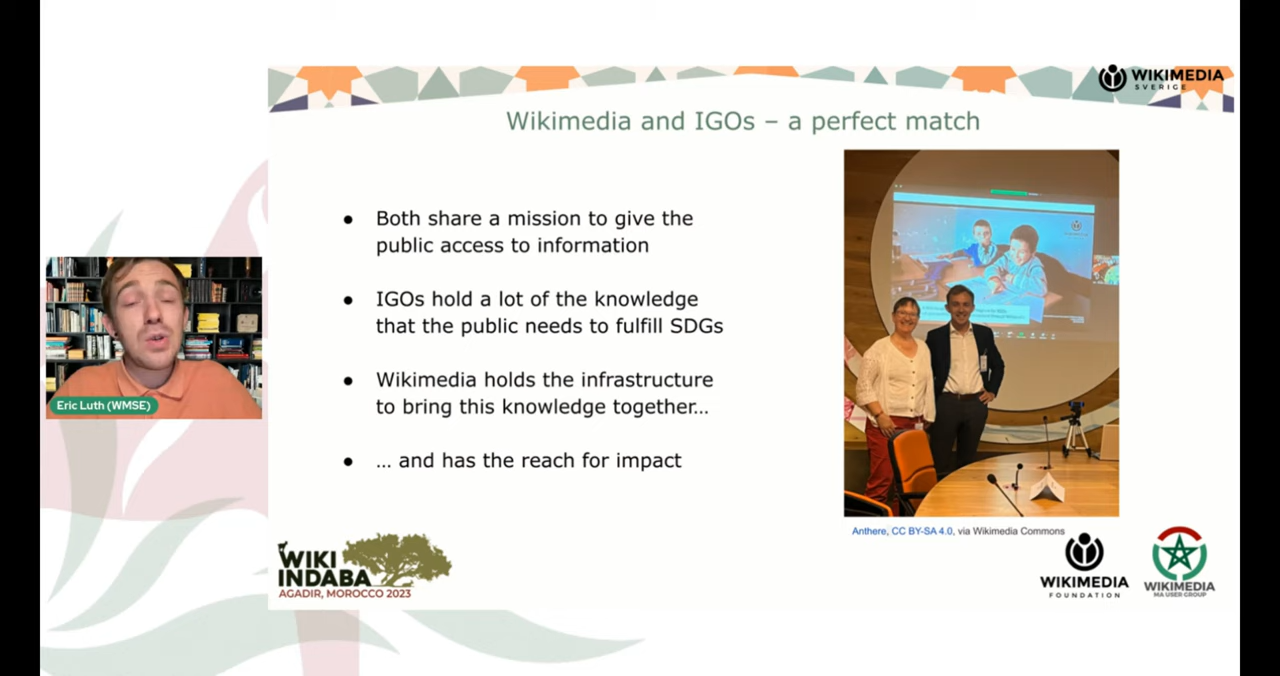 WIKIMEDIA
SVERIGE
Wikimedia and IGOs – a perfect match
● Both share a mission to give the
public access to information
● IGOs hold a lot of the knowledge
that the public needs to fulfill SDGs
● Wikimedia holds the infrastructure
to bring this knowledge together…
● … and has the reach for impact
Eric Luth (WMSE)
Anthere, CC BY-SA 4.0, via Wikimedia Commons
WIKI
INDABA
AGADIR, MOROCCO 2023
WIKIMEDIA
FOUNDATION
WIKIMEDIA
MA USER GROUP